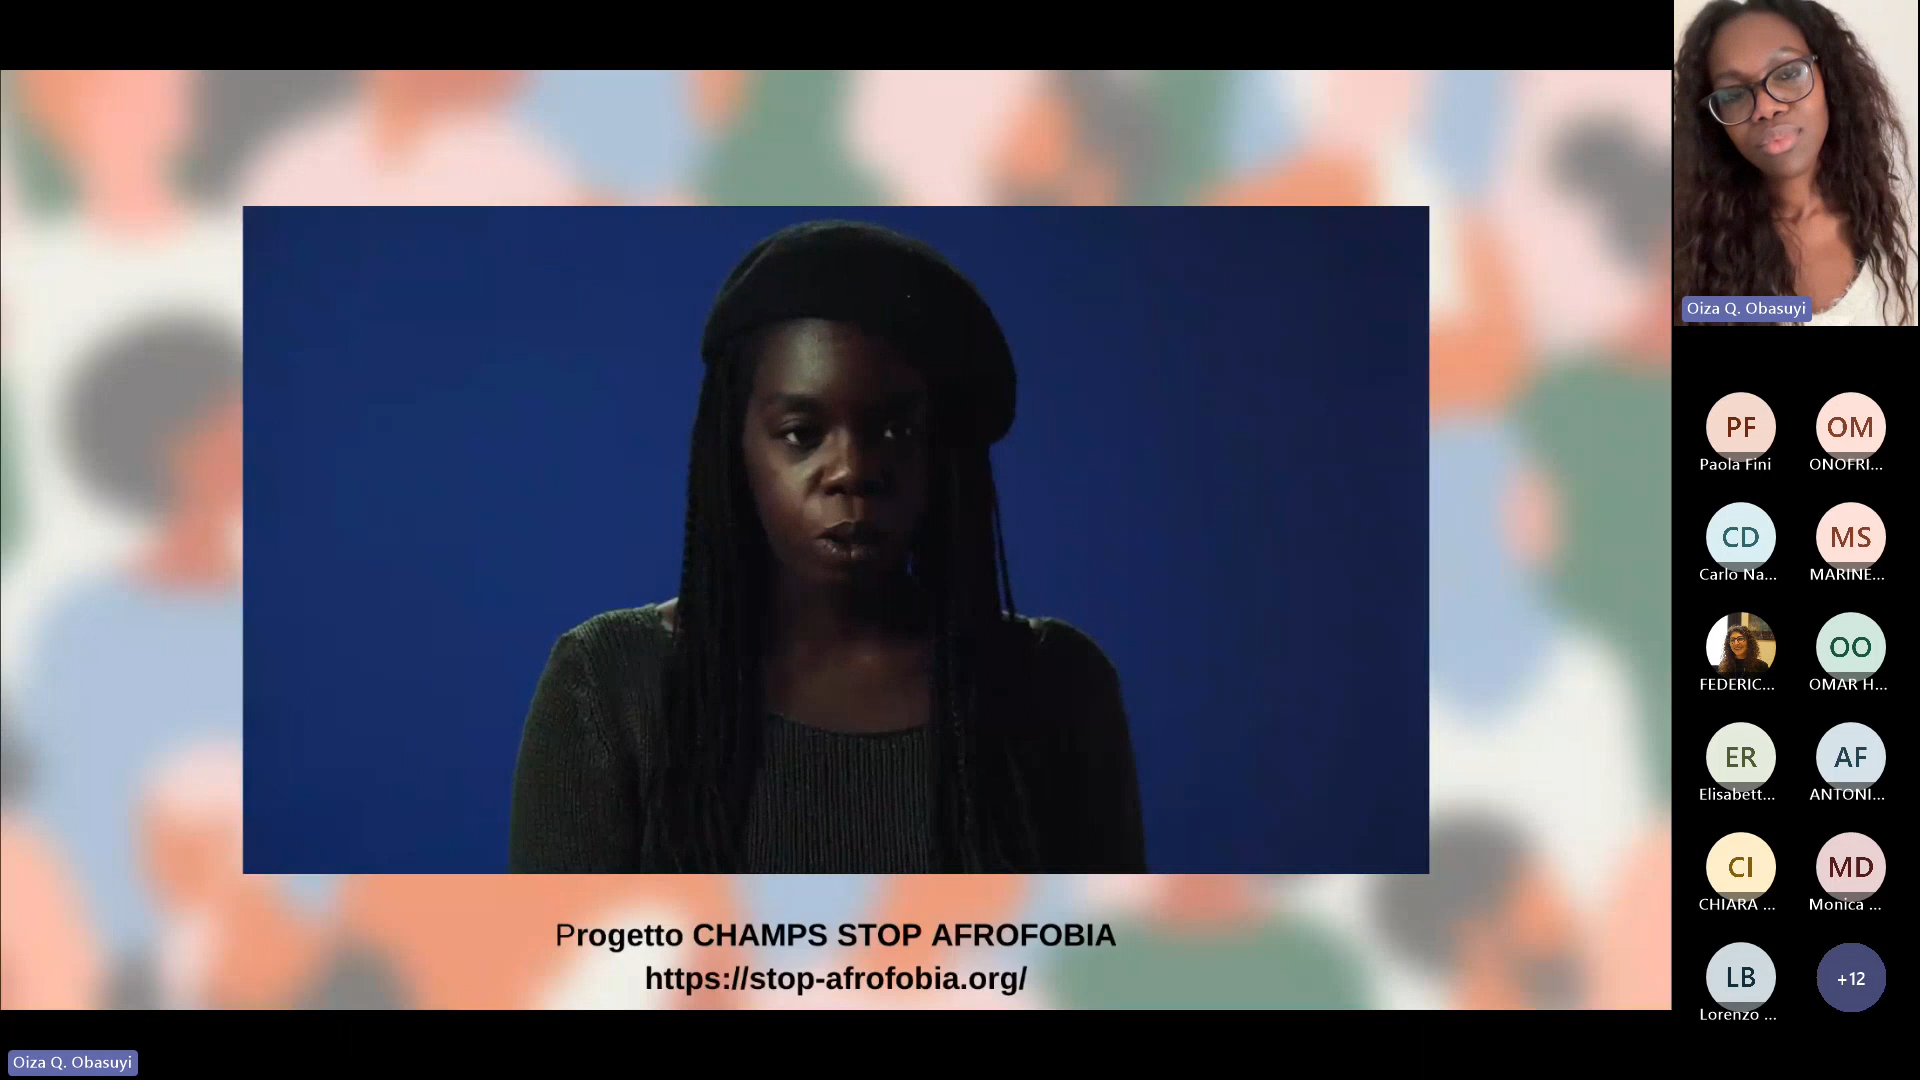 Oiza Q. Obasuyi
PF
OM
Paola Fini
ONOFRI...
CD
MS
Carlo Na...
MARINE...
OO
FEDERIC...
OMAR H...
ER
AF
Elisabett...
ANTONI...
CI
MD
CHIARA ...
Monica ...
LB
+12
Lorenzo ...
Progetto CHAMPS STOP AFROFOBIA
https://stop-afrofobia.org/
Oiza Q. Obasuyi